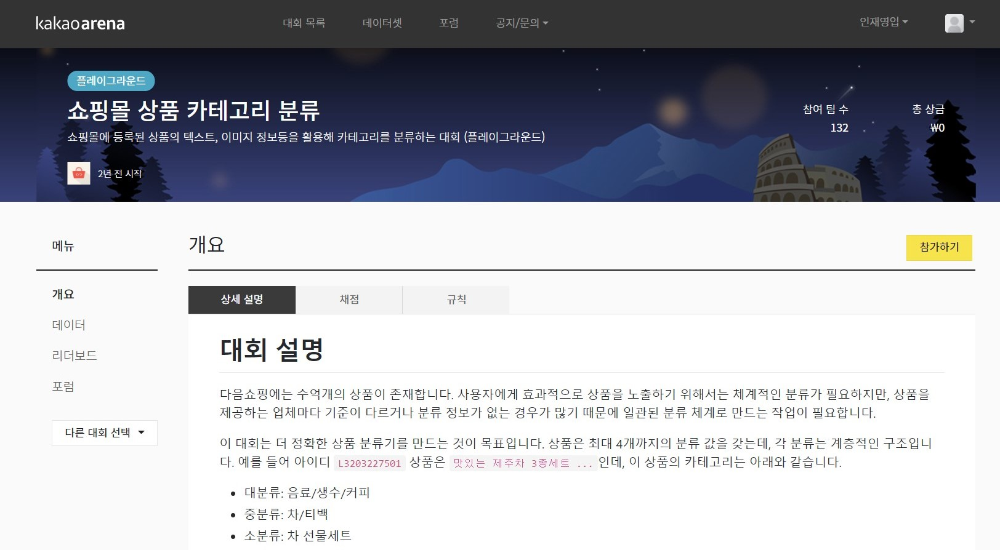 kakaoarena
대회 목록
데이터셋
포럼
공지/문의
인재영입
플레이그라운드
쇼핑몰 상품 카테고리 분류
쇼핑몰에 등록된 상품의 텍스트, 이미지 정보등을 활용해 카테고리를 분류하는 대회 (플레이그라운드)
2년 전 시작
참여 팀 수
132
총 상금
₩0
메뉴
개요
데이터
리더보드
포럼
다른 대회 선택
개요
참가하기
상세 설명
채점
규칙
대회 설명
다음쇼핑에는 수억개의 상품이 존재합니다. 사용자에게 효과적으로 상품을 노출하기 위해서는 체계적인 분류가 필요하지만, 상품을
제공하는 업체마다 기준이 다르거나 분류 정보가 없는 경우가 많기 때문에 일관된 분류 체계로 만드는 작업이 필요합니다.
이 대회는 더 정확한 상품 분류기를 만드는 것이 목표입니다. 상품은 최대 4개까지의 분류 값을 갖는데, 각 분류는 계층적인 구조입니
다. 예를 들어 아이디 L3203227501 상품은 맛있는 제주차 3종세트 ... 인데, 이 상품의 카테고리는 아래와 같습니다.
• 대분류: 음료/생수/커피
• 중분류: 차/티백
• 소분류: 차 선물세트